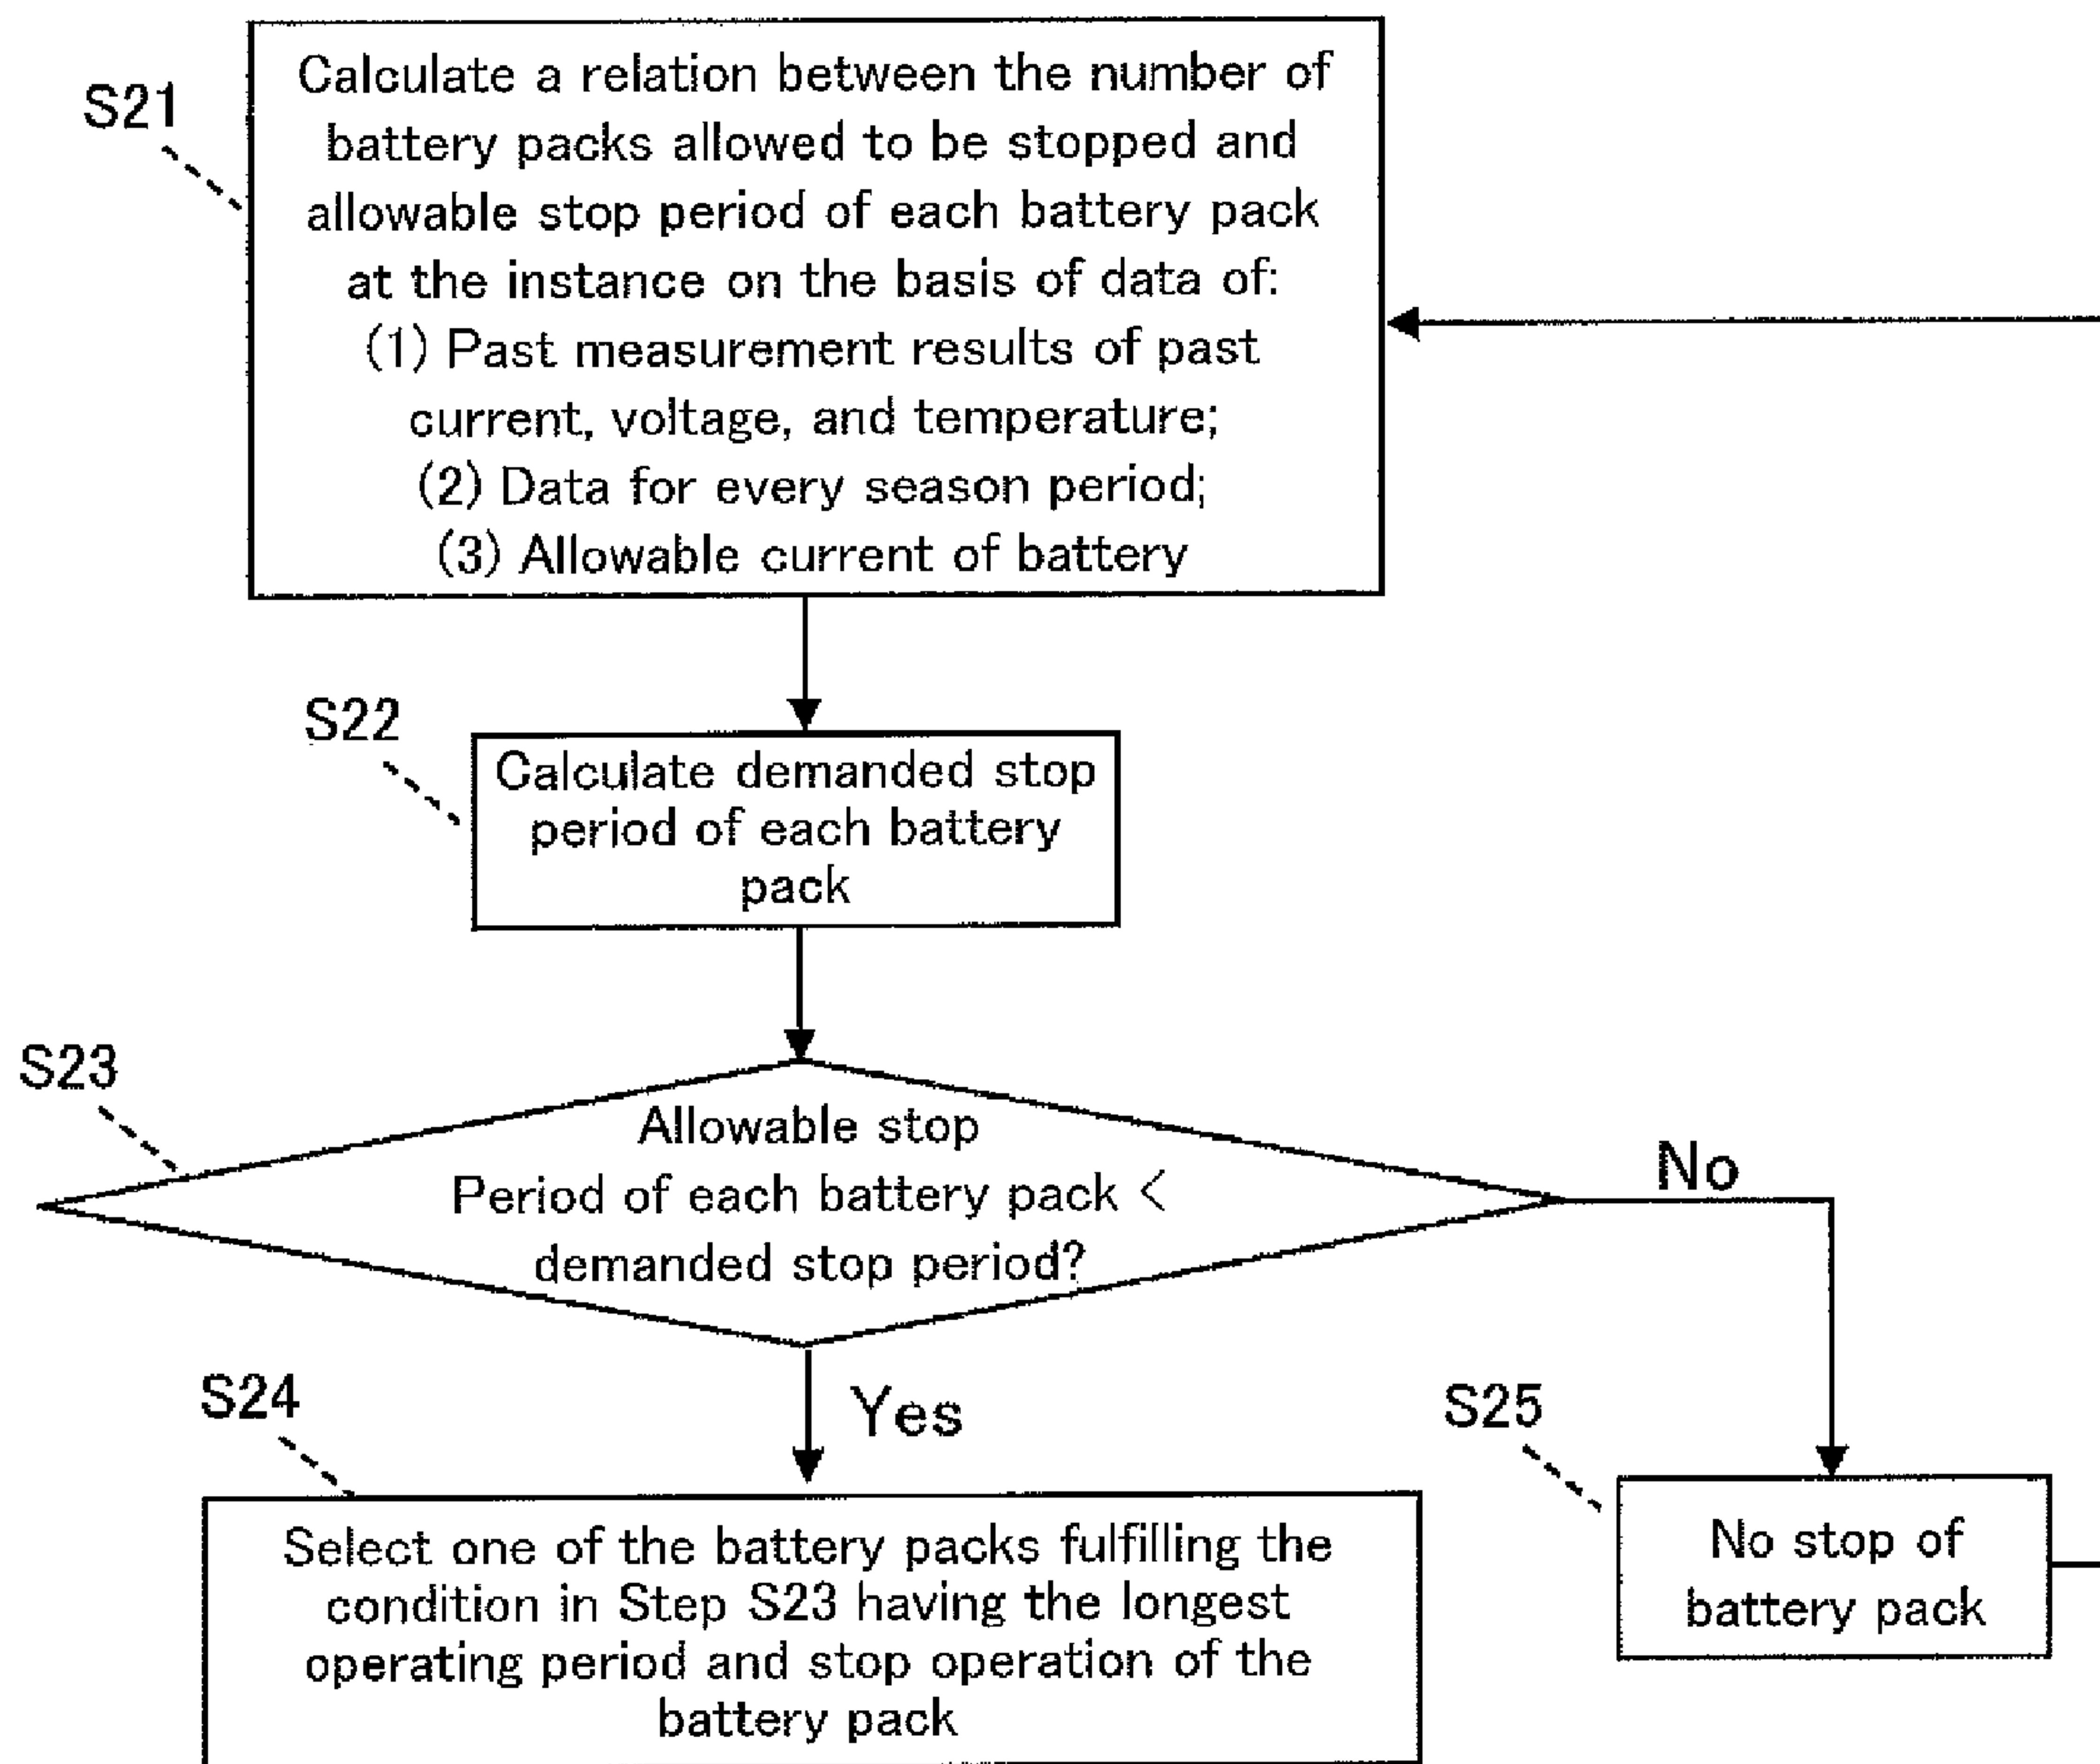 S21
Calculate a relation between the number of
battery packs allowed to be stopped and
allowable stop period of each battery pack
at the instance on the basis of data of:
(1) Past measurement results of past
current, voltage, and temperature;
(2) Data for every season period;
(3) Allowable current of battery
S22
Calculate demanded stop
period of each battery
pack
S23
Allowable stop
Period of each battery pack <
demanded stop period?
No
Yes
S24
Select one of the battery packs fulfilling the
condition in Step S23 having the longest
operating period and stop operation of the
battery pack
S25
No stop of
battery pack